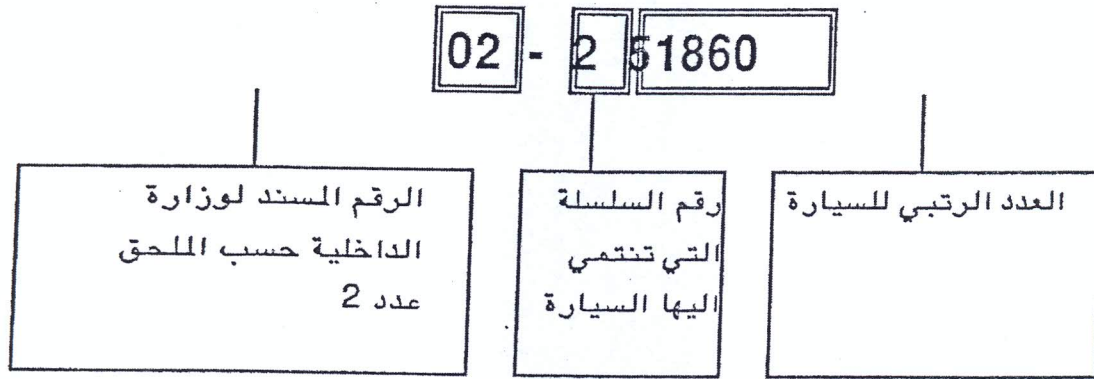 02 - 2 51860
العدد الرتبي للسيارة
رقم السلسلة
التي تنتمي
اليها السيارة
الرقم المسند لوزارة
الداخلية حسب الملحق
عدد 2